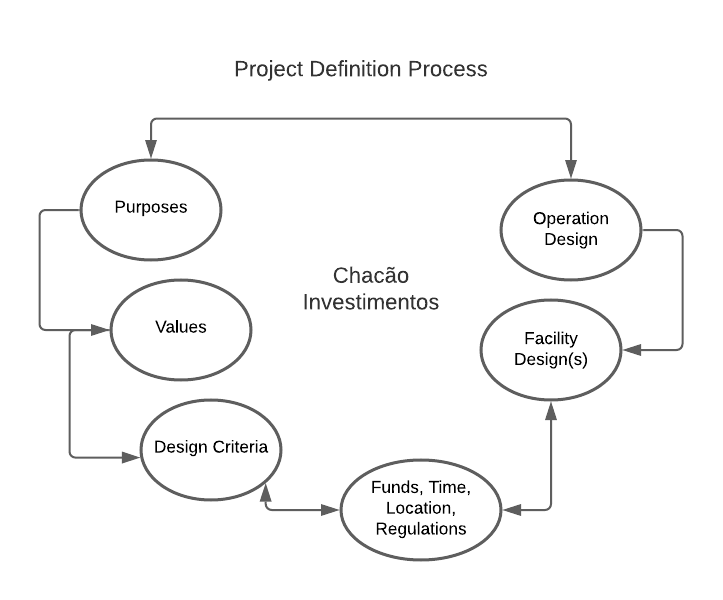 Project Definition Process
Purposes
Operation
Design
Chacão
Investimentos
Values
Facility
Design(s)
Design Criteria
Funds, Time,
Location,
Regulations